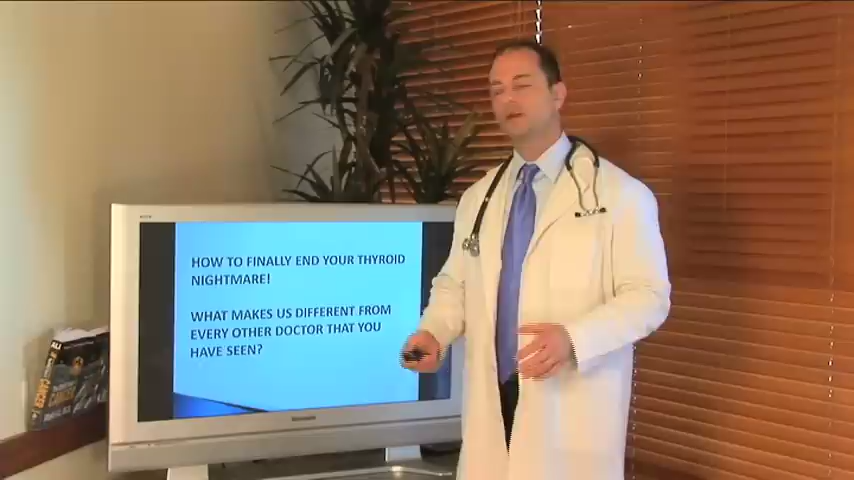 HOW TO FINALLY END YOUR THYROID
NIGHTMARE!
WHAT MAKES US DIFFERENT FROM
EVERY OTHER DOCTOR THAT YOU
HAVE SEEN?